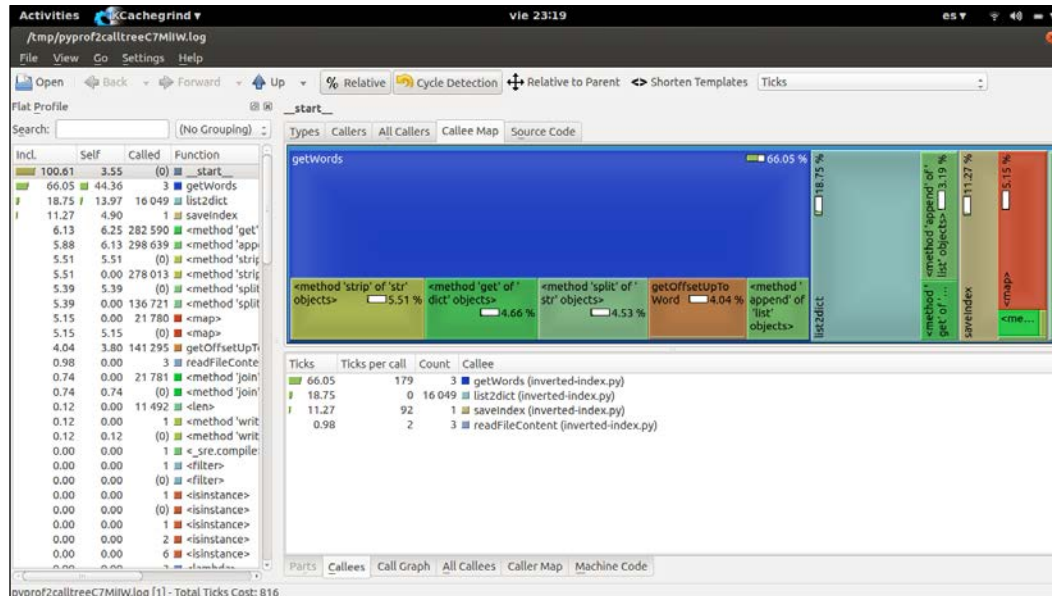 Activities KCachegrind ▾ vie 23:19 es ▾
/tmp/pyprof2calltreeC7MiIW.log
File View Go Settings Help
Open Back Forward Up % Relative Cycle Detection Relative to Parent <> Shorten Templates Ticks
Flat Profile
__start__
Search: (No Grouping)
Types Callers All Callers Callee Map Source Code
Incl. Self Called Function
100.61 3.55 (0) __start__
66.05 44.36 3 getWords
18.75 13.97 16 049 list2dict
11.27 4.90 1 saveIndex
6.13 6.25 282 590 <method 'get'
5.88 6.13 298 639 <method 'appe
5.51 5.51 (0) <method 'strip
5.51 0.00 278 013 <method 'strip
5.39 5.39 (0) <method 'split
5.39 0.00 136 721 <method 'split
5.15 0.00 21 780 <map>
5.15 5.15 (0) <map>
4.04 3.80 141 295 getOffsetUpTo
0.98 0.00 3 readFileConte
0.74 0.00 21 781 <method 'join'
0.74 0.74 (0) <method 'join'
0.12 0.00 11 492 <len>
0.12 0.00 1 <method 'writ
0.12 0.12 (0) <method 'writ
0.00 0.00 1 <_sre.compile
0.00 0.00 1 <filter>
0.00 0.00 (0) <filter>
0.00 0.00 1 <isinstance>
0.00 0.00 (0) <isinstance>
0.00 0.00 1 <isinstance>
0.00 0.00 2 <isinstance>
0.00 0.00 6 <isinstance>
getWords 66.05 %
<method 'strip' of 'str'
objects> 5.51 %
<method 'get' of '
dict' objects> 4.66 %
<method 'split' of '
str' objects> 4.53 %
getOffsetUpTo
Word 4.04 %
<method '
append' of
'list'
objects>
list2dict 18.75 %
<method 'append' of '
list' objects> 3.19 %
<method '
get' of '...
saveIndex 11.27 %
<map> 5.15 %
<me...
Ticks Ticks per call Count Callee
66.05 179 3 getWords (inverted-index.py)
18.75 0 16 049 list2dict (inverted-index.py)
11.27 92 1 saveIndex (inverted-index.py)
0.98 2 3 readFileContent (inverted-index.py)
Parts Callees Call Graph All Callees Caller Map Machine Code
pyprof2calltreeC7MiIW.log [1] - Total Ticks Cost: 816